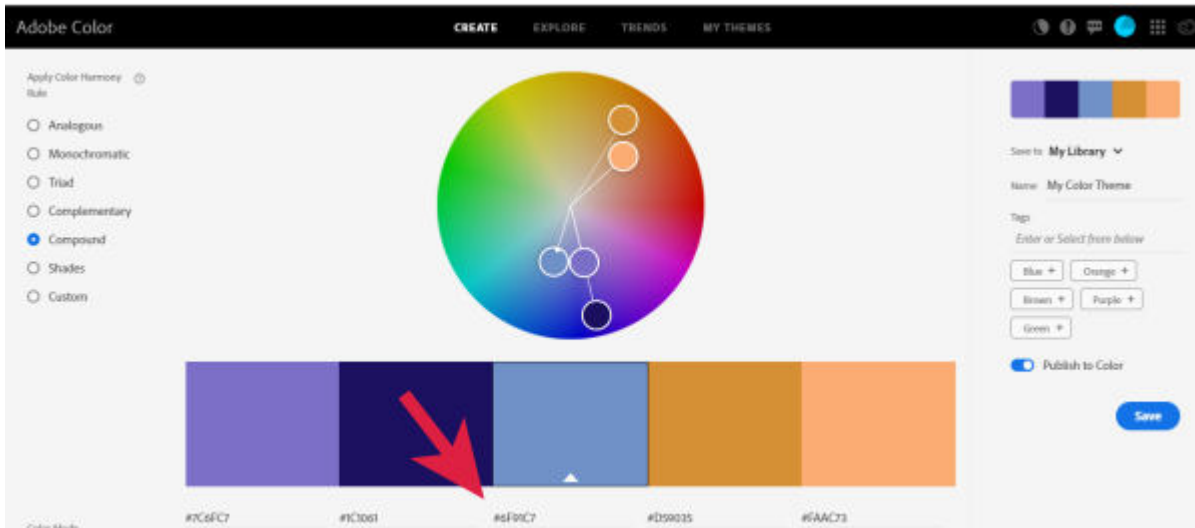 Adobe Color
CREATE EXPLORE TRENDS MY THEMES
Apply Color Harmony
Rule
Analogous
Monochromatic
Triad
Complementary
Compound
Shades
Custom
Save to My Library
Name My Color Theme
Tags
Enter or Select from below
Blue + Orange +
Brown + Purple +
Green +
Publish to Color
Save
#7C6FC7 #1C1061 #6F91C7 #D59035 #FAAC73
Color Mode